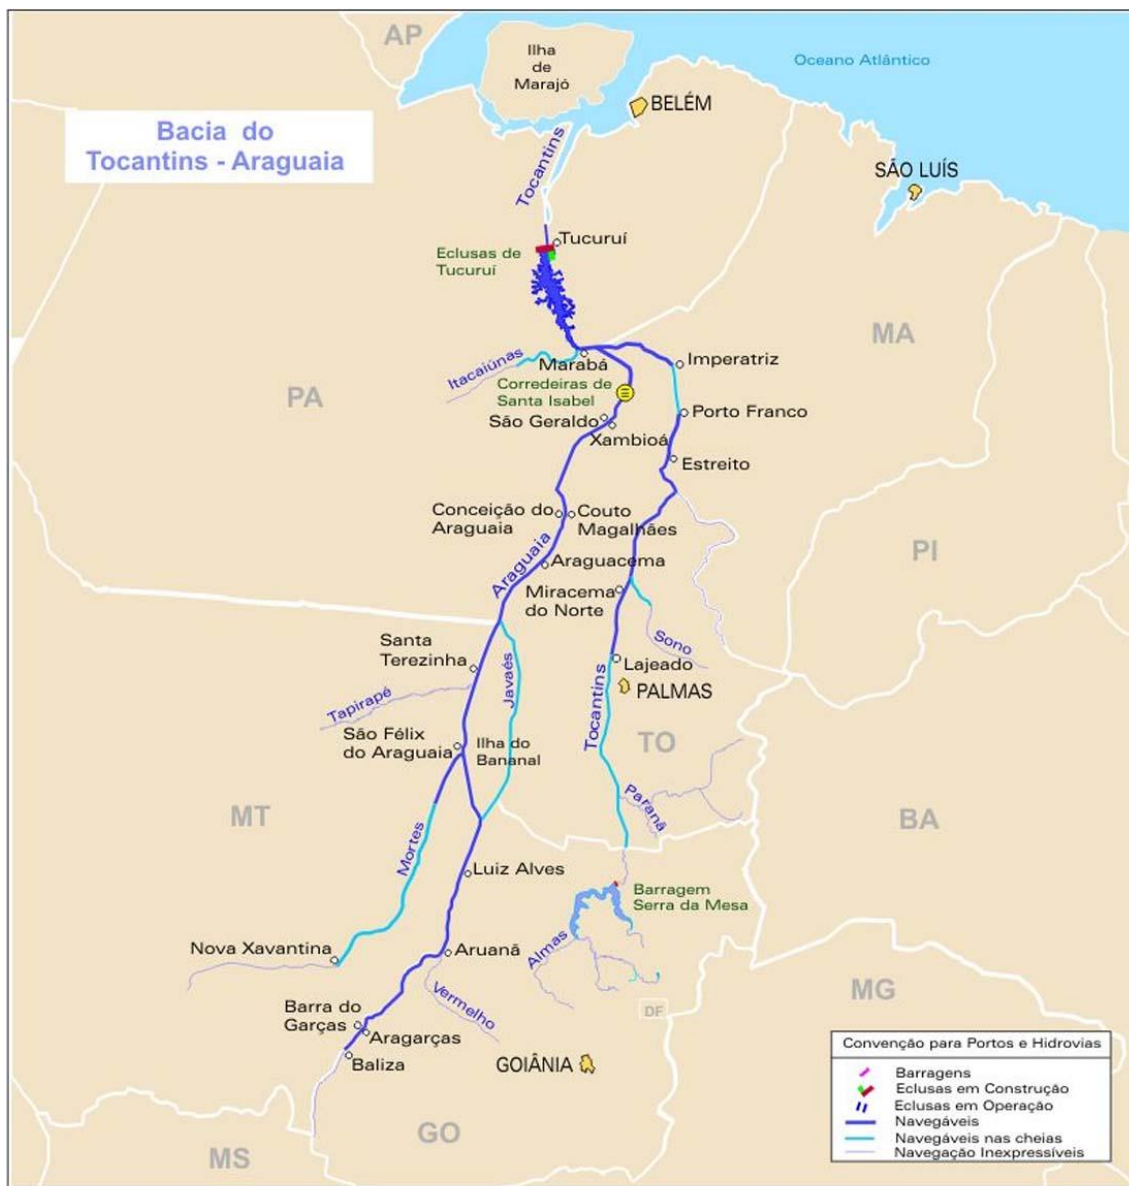 AP
Ilha
de
Marajó
Oceano Atlântico
BELÉM
Bacia do
Tocantins - Araguaia
Tocantins
SÃO LUÍS
Tucuruí
Eclusas de
Tucuruí
MA
Imperatriz
Marabá
Itacaiúnas
Corredeiras de
Santa Isabel
PA
São Geraldo
Porto Franco
Xambioá
Estreito
Conceição do
Araguaia
Couto
Magalhães
PI
Araguaia
Araguacema
Miracema
do Norte
Sono
Santa
Terezinha
Javaés
Lajeado
PALMAS
Tapirapé
Tocantins
São Félix
do Araguaia
Ilha do
Bananal
TO
Paranã
MT
BA
Mortes
Luiz Alves
Barragem
Serra da Mesa
Nova Xavantina
Aruanã
Almas
Vermelho
MG
DF
Barra do
Garças
Aragarças
Baliza
GOIÂNIA
GO
MS
Convenção para Portos e Hidrovias
Barragens
Eclusas em Construção
Eclusas em Operação
Navegáveis
Navegáveis nas cheias
Navegação Inexpressíveis